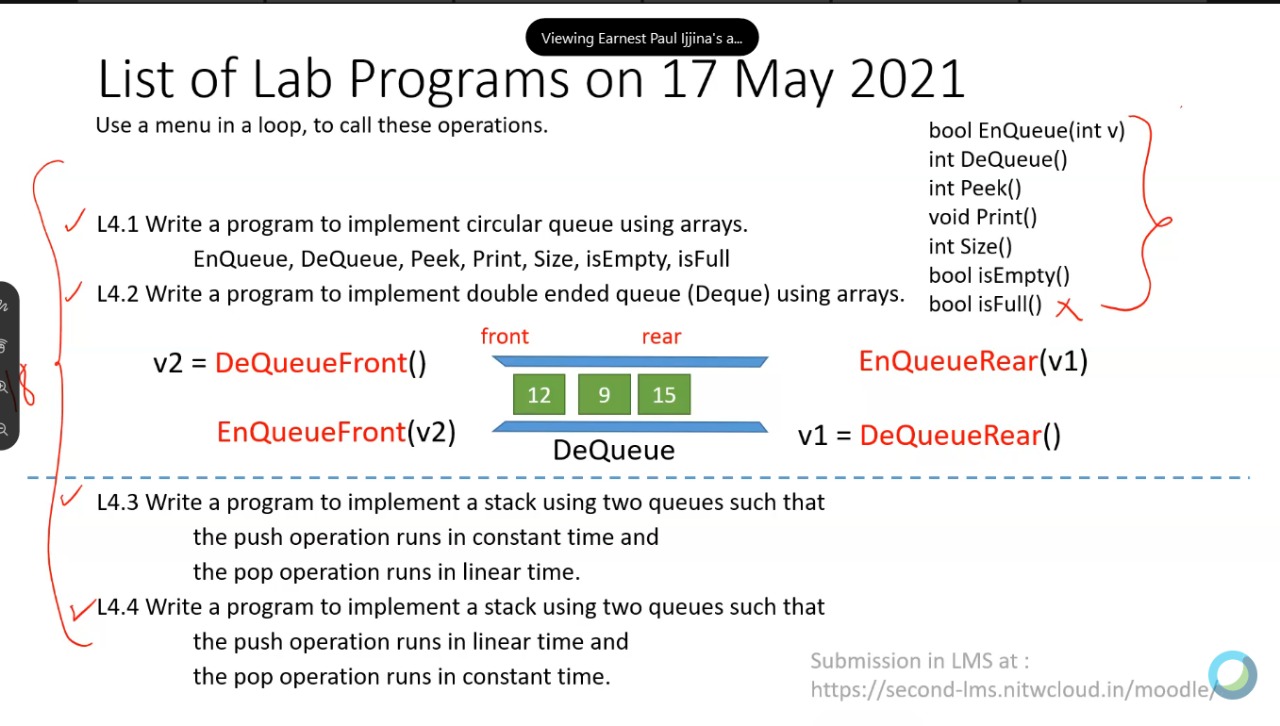 Viewing Earnest Paul Ijjina's a...
List of Lab Programs on 17 May 2021
Use a menu in a loop, to call these operations.
bool EnQueue(int v)
int DeQueue()
int Peek()
void Print()
int Size()
bool isEmpty()
bool isFull() X
L4.1 Write a program to implement circular queue using arrays.
EnQueue, DeQueue, Peek, Print, Size, isEmpty, isFull
L4.2 Write a program to implement double ended queue (Deque) using arrays.
front rear
v2 = DeQueueFront()
EnQueueRear(v1)
12 9 15
EnQueueFront(v2)
v1 = DeQueueRear()
DeQueue
L4.3 Write a program to implement a stack using two queues such that
the push operation runs in constant time and
the pop operation runs in linear time.
L4.4 Write a program to implement a stack using two queues such that
the push operation runs in linear time and
the pop operation runs in constant time.
Submission in LMS at :
https://second-lms.nitwcloud.in/moodle/